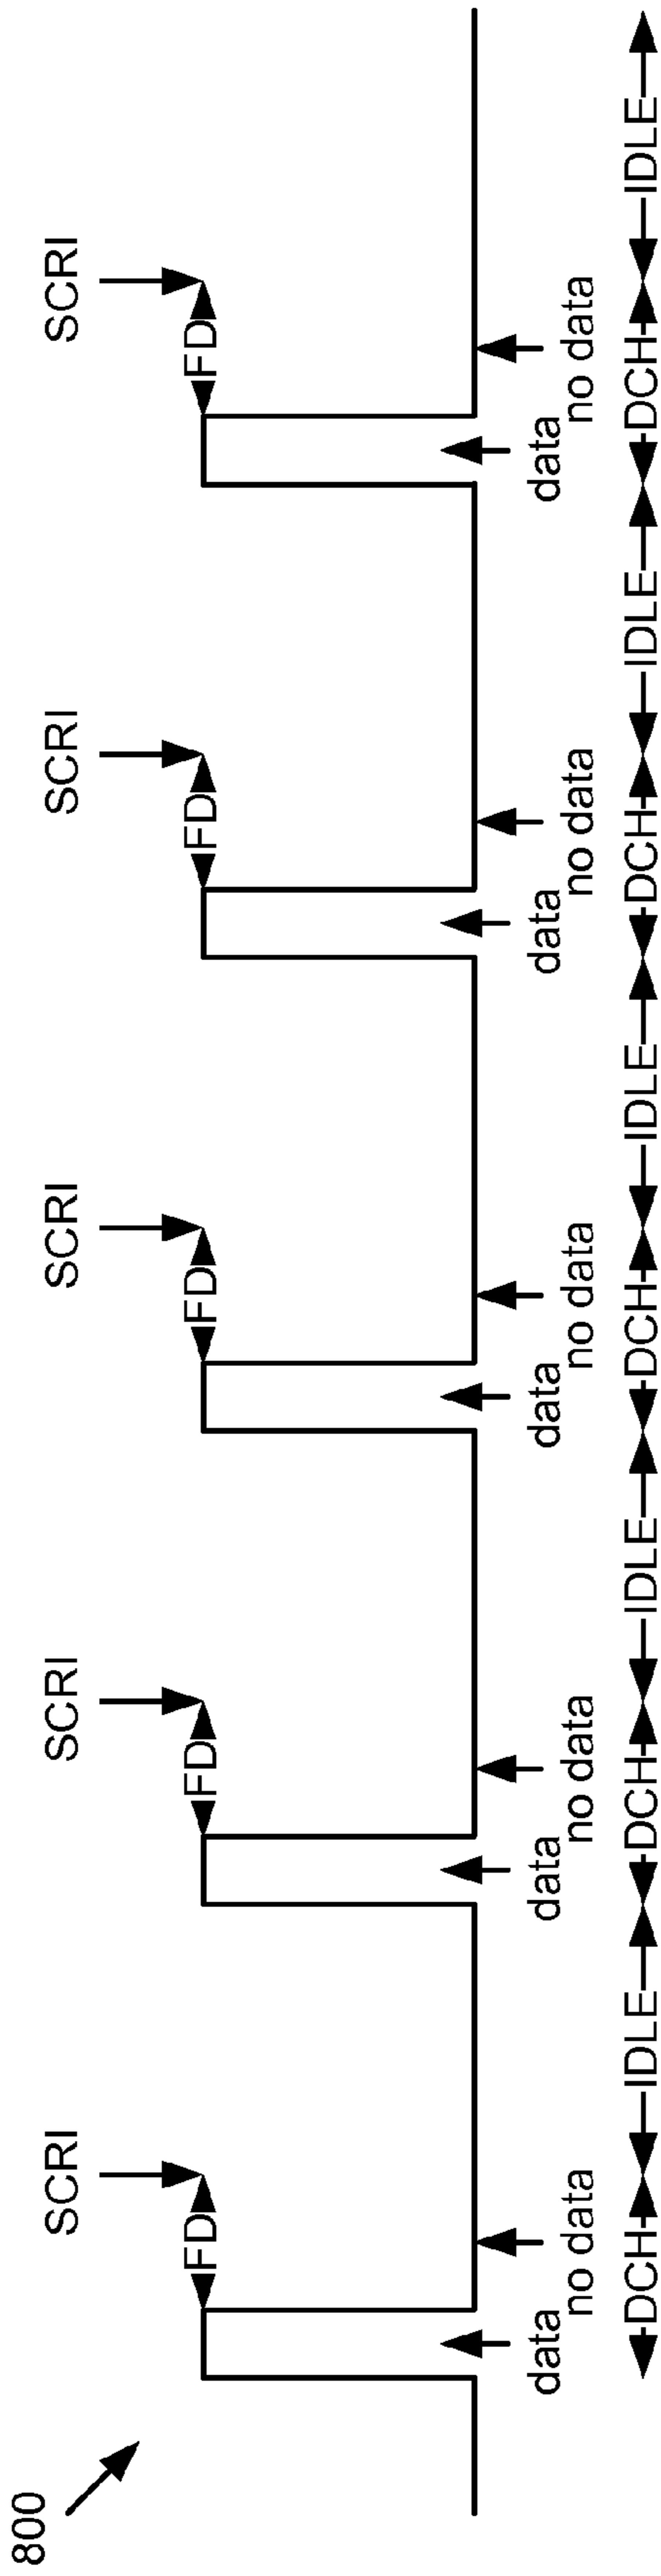 800
SCRI SCRI SCRI SCRI SCRI
FD FD FD FD FD
data data data data data
no data no data no data no data no data
DCH IDLE DCH IDLE DCH IDLE DCH IDLE DCH IDLE